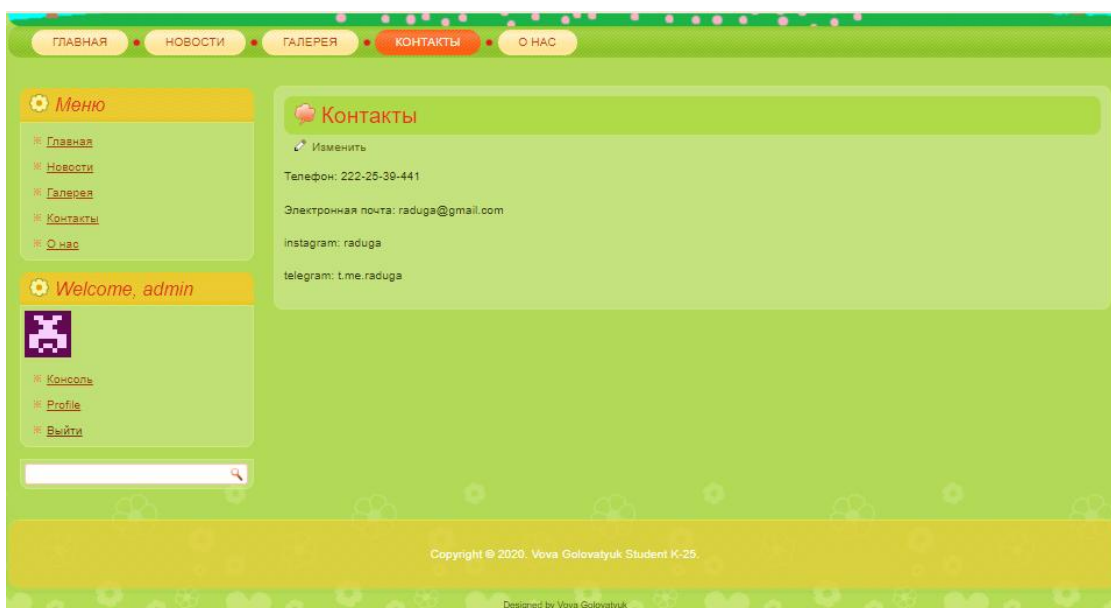 ГЛАВНАЯ НОВОСТИ ГАЛЕРЕЯ КОНТАКТЫ О НАС
Меню
Главная
Новости
Галерея
Контакты
О нас
Welcome, admin
Консоль
Profile
Выйти
Контакты
Изменить
Телефон: 222-25-39-441
Электронная почта: raduga@gmail.com
instagram: raduga
telegram: t.me.raduga
Copyright © 2020. Vova Golovatyuk Student K-25.
Designed by Vova Golovatyuk